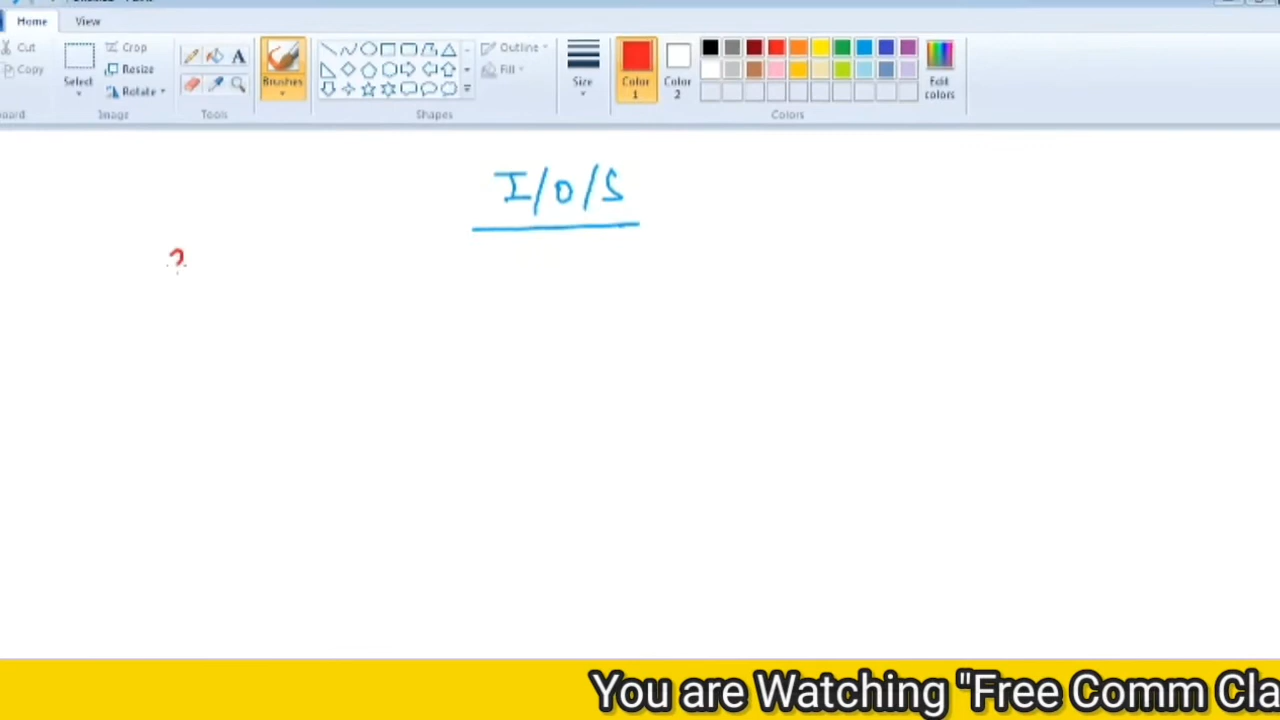 Home View
Cut
Copy
Select
Crop
Resize
Rotate
Brushes
Outline
Fill
Size
Color 1
Color 2
Edit colors
oard
Image
Tools
Shapes
Colors
I/O/S
?
You are Watching "Free Comm Cla